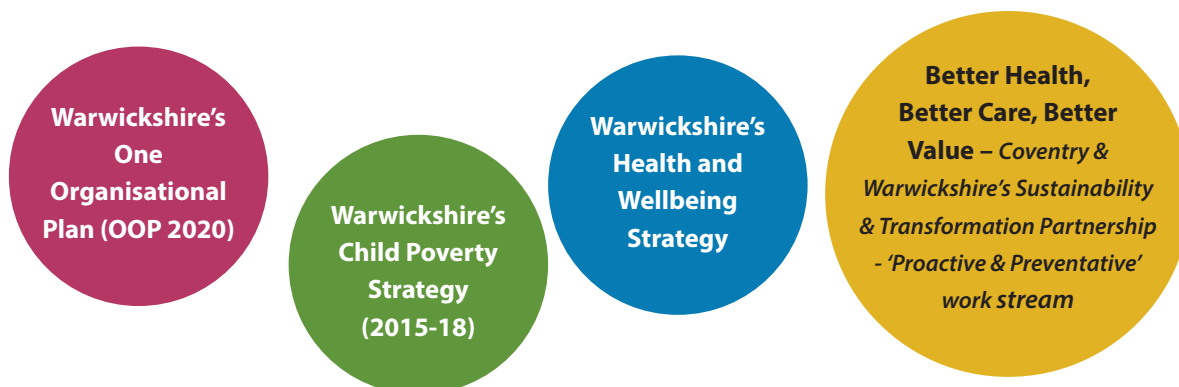 Warwickshire’s
One
Organisational
Plan (OOP 2020)
Warwickshire’s
Child Poverty
Strategy
(2015-18)
Warwickshire’s
Health and
Wellbeing
Strategy
Better Health,
Better Care, Better
Value – Coventry &
Warwickshire’s Sustainability
& Transformation Partnership
- ‘Proactive & Preventative’
work stream